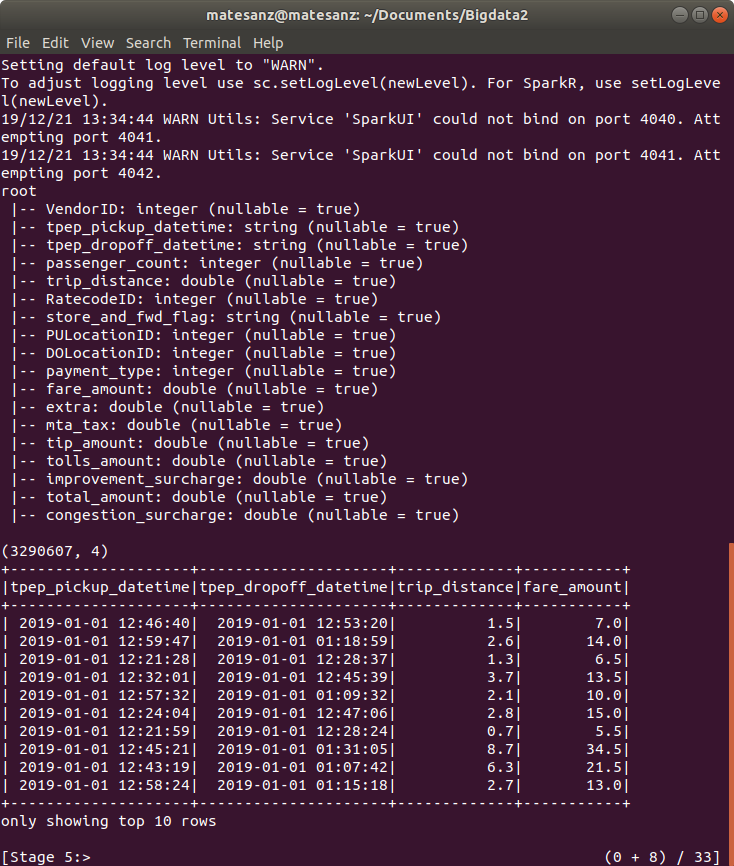 matesanz@matesanz: ~/Documents/Bigdata2
File Edit View Search Terminal Help
Setting default log level to "WARN".
To adjust logging level use sc.setLogLevel(newLevel). For SparkR, use setLogLeve
l(newLevel).
19/12/21 13:34:44 WARN Utils: Service 'SparkUI' could not bind on port 4040. Att
empting port 4041.
19/12/21 13:34:44 WARN Utils: Service 'SparkUI' could not bind on port 4041. Att
empting port 4042.
root
 |-- VendorID: integer (nullable = true)
 |-- tpep_pickup_datetime: string (nullable = true)
 |-- tpep_dropoff_datetime: string (nullable = true)
 |-- passenger_count: integer (nullable = true)
 |-- trip_distance: double (nullable = true)
 |-- RatecodeID: integer (nullable = true)
 |-- store_and_fwd_flag: string (nullable = true)
 |-- PULocationID: integer (nullable = true)
 |-- DOLocationID: integer (nullable = true)
 |-- payment_type: integer (nullable = true)
 |-- fare_amount: double (nullable = true)
 |-- extra: double (nullable = true)
 |-- mta_tax: double (nullable = true)
 |-- tip_amount: double (nullable = true)
 |-- tolls_amount: double (nullable = true)
 |-- improvement_surcharge: double (nullable = true)
 |-- total_amount: double (nullable = true)
 |-- congestion_surcharge: double (nullable = true)
(3290607, 4)
+--------------------+---------------------+-------------+-----------+
|tpep_pickup_datetime|tpep_dropoff_datetime|trip_distance|fare_amount|
+--------------------+---------------------+-------------+-----------+
| 2019-01-01 12:46:40|  2019-01-01 12:53:20|          1.5|        7.0|
| 2019-01-01 12:59:47|  2019-01-01 01:18:59|          2.6|       14.0|
| 2019-01-01 12:21:28|  2019-01-01 12:28:37|          1.3|        6.5|
| 2019-01-01 12:32:01|  2019-01-01 12:45:39|          3.7|       13.5|
| 2019-01-01 12:57:32|  2019-01-01 01:09:32|          2.1|       10.0|
| 2019-01-01 12:24:04|  2019-01-01 12:47:06|          2.8|       15.0|
| 2019-01-01 12:21:59|  2019-01-01 12:28:24|          0.7|        5.5|
| 2019-01-01 12:45:21|  2019-01-01 01:31:05|          8.7|       34.5|
| 2019-01-01 12:43:19|  2019-01-01 01:07:42|          6.3|       21.5|
| 2019-01-01 12:58:24|  2019-01-01 01:15:18|          2.7|       13.0|
+--------------------+---------------------+-------------+-----------+
only showing top 10 rows
[Stage 5:>                                                         (0 + 8) / 33]